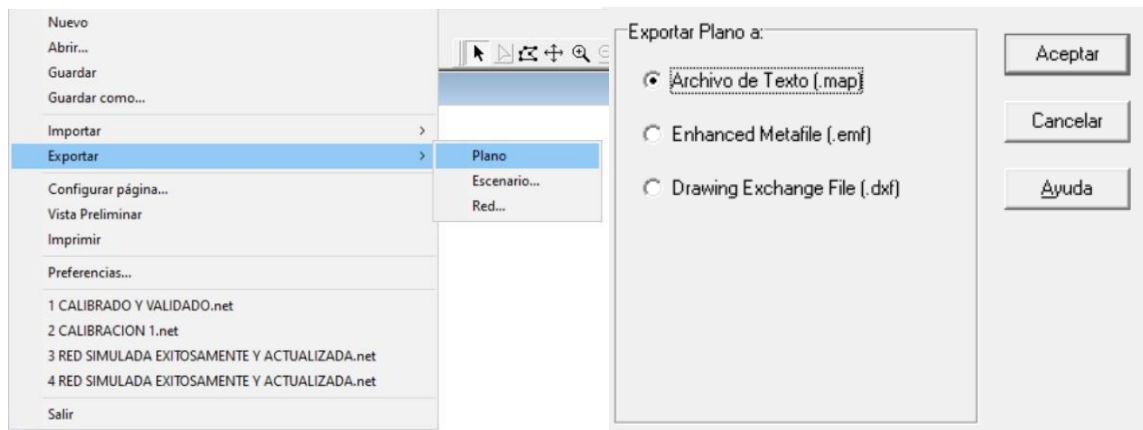 Nuevo
Abrir...
Guardar
Guardar como...
Importar
Exportar
Configurar página...
Vista Preliminar
Imprimir
Preferencias...
1 CALIBRADO Y VALIDADO.net
2 CALIBRACION 1.net
3 RED SIMULADA EXITOSAMENTE Y ACTUALIZADA.net
4 RED SIMULADA EXITOSAMENTE Y ACTUALIZADA.net
Salir
Plano
Escenario...
Red...
Exportar Plano a:
Archivo de Texto (.map)
Enhanced Metafile (.emf)
Drawing Exchange File (.dxf)
Aceptar
Cancelar
Ayuda